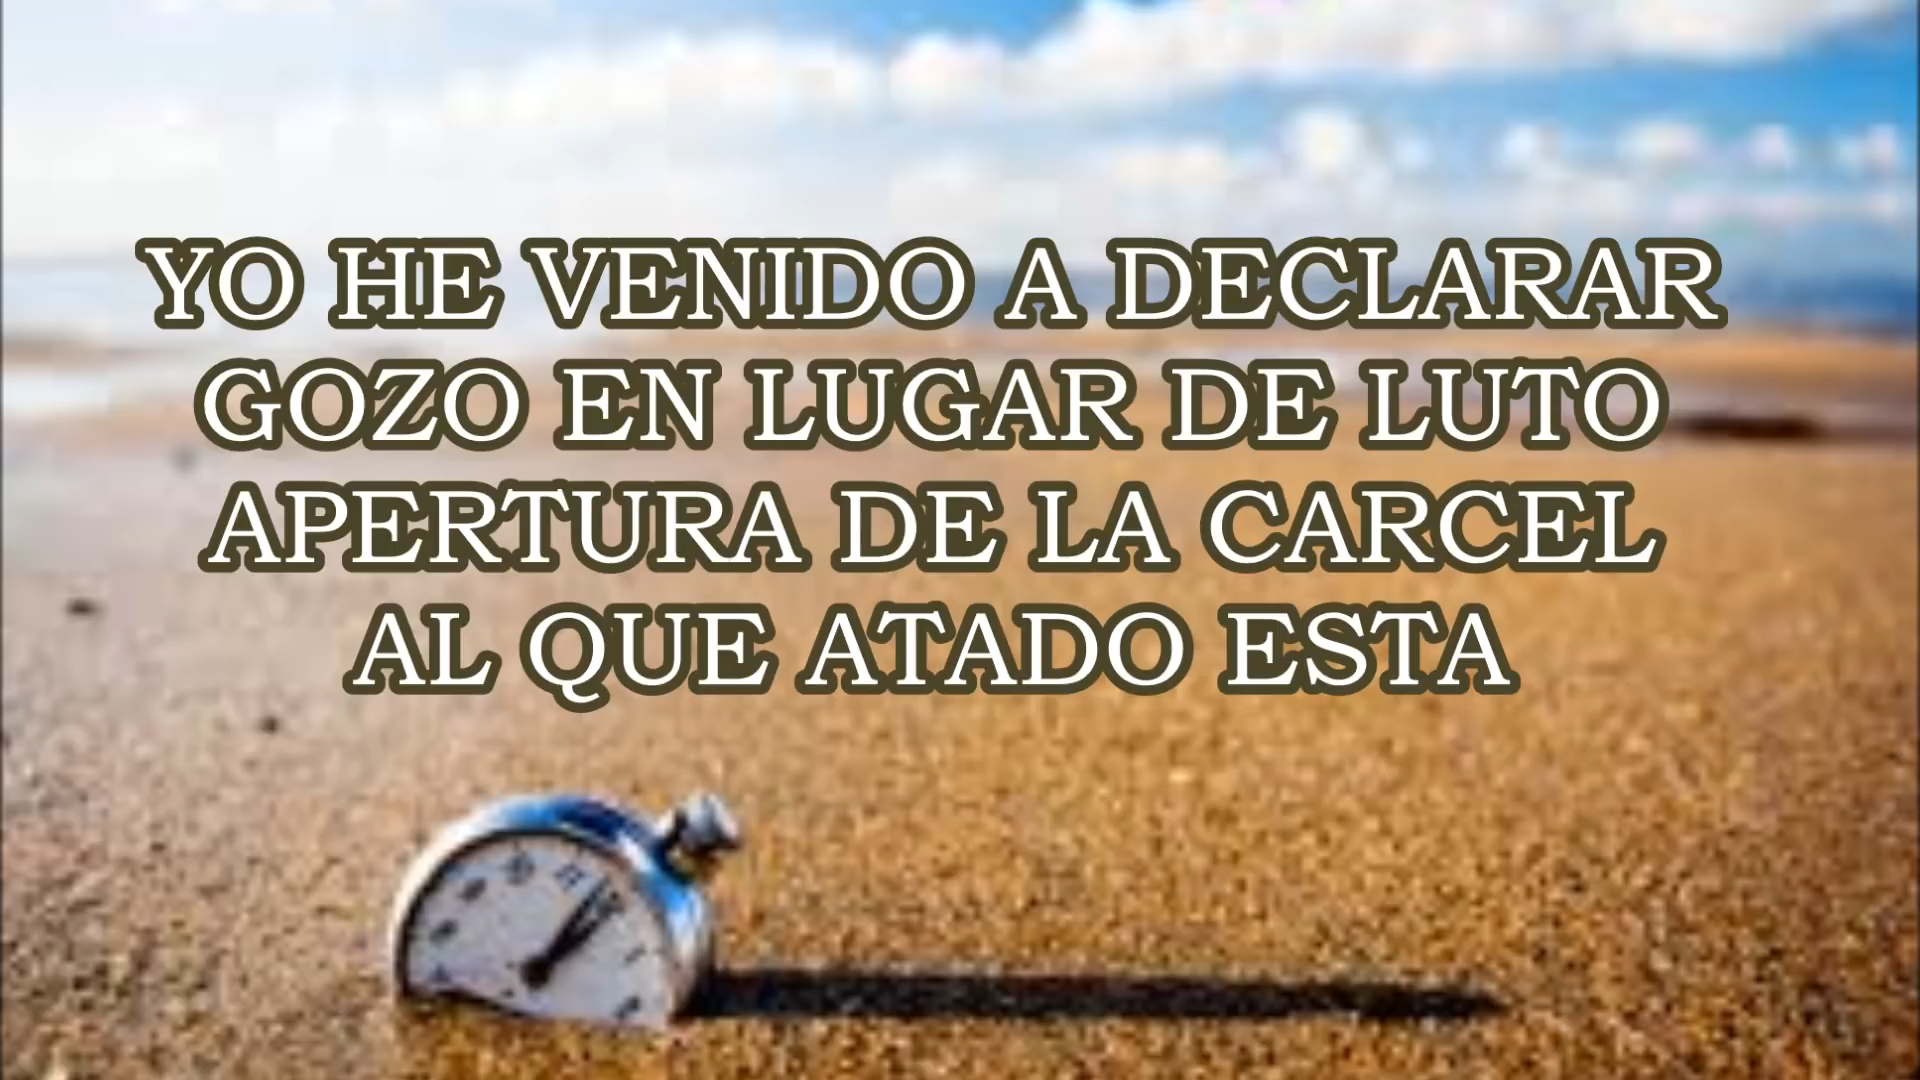 YO HE VENIDO A DECLARAR
GOZO EN LUGAR DE LUTO
APERTURA DE LA CARCEL
AL QUE ATADO ESTA